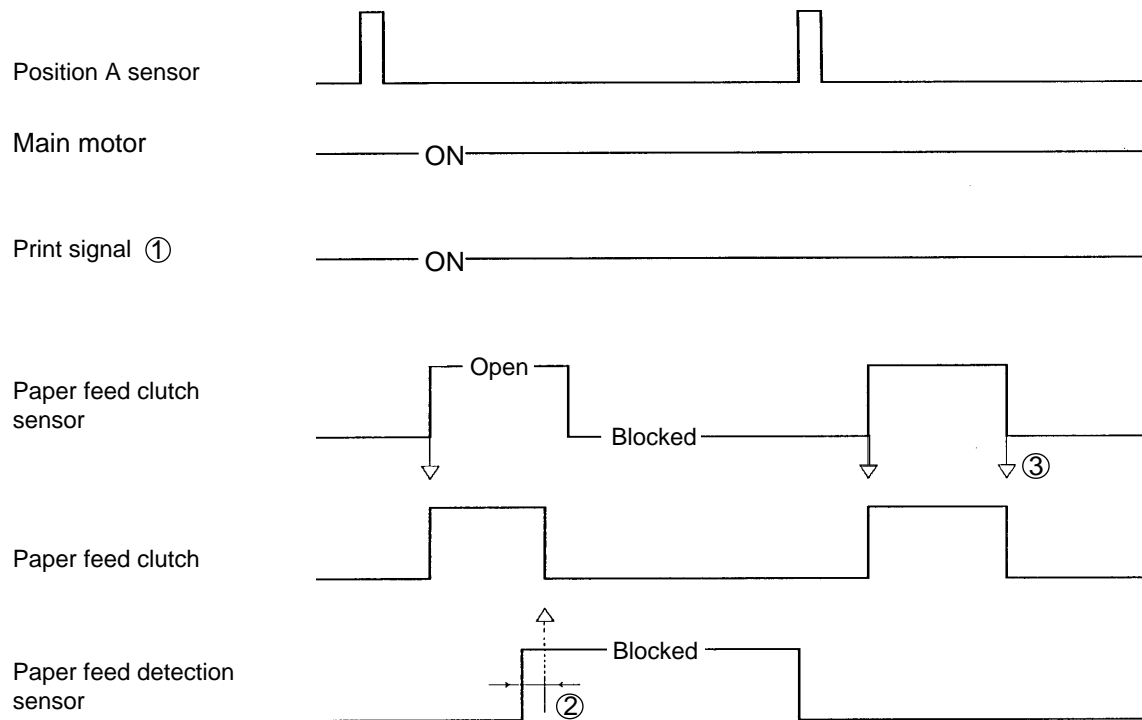 Position A sensor
Main motor
ON
Print signal ①
ON
Paper feed clutch
sensor
Open
Blocked
③
Paper feed clutch
Paper feed detection
sensor
Blocked
②